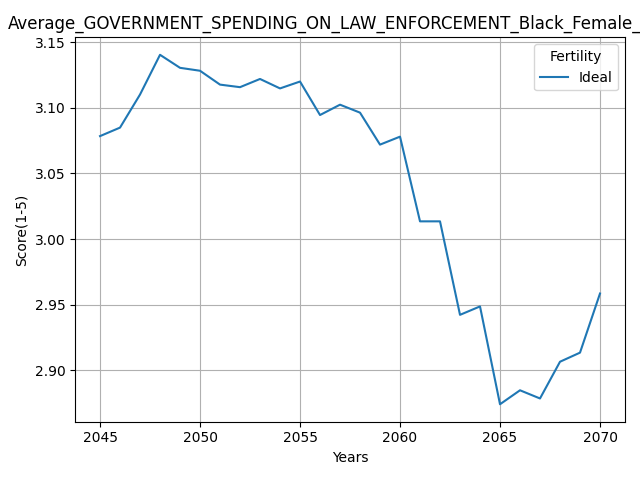 Average_GOVERNMENT_SPENDING_ON_LAW_ENFORCEMENT_Black_Female_
3.15
3.10
3.05
3.00
2.95
2.90
Score(1-5)
Fertility
Ideal
2045 2050 2055 2060 2065 2070
Years